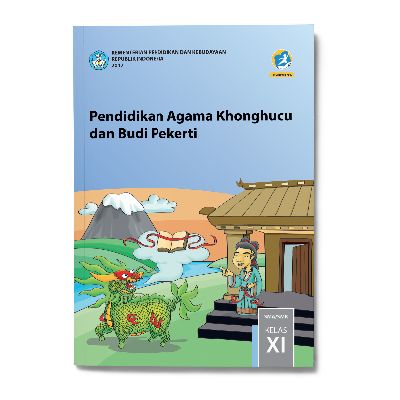 KEMENTERIAN PENDIDIKAN DAN KEBUDAYAAN
REPUBLIK INDONESIA
2017
Pendidikan Agama Khonghucu
dan Budi Pekerti
SMA/SMK
KELAS
XI